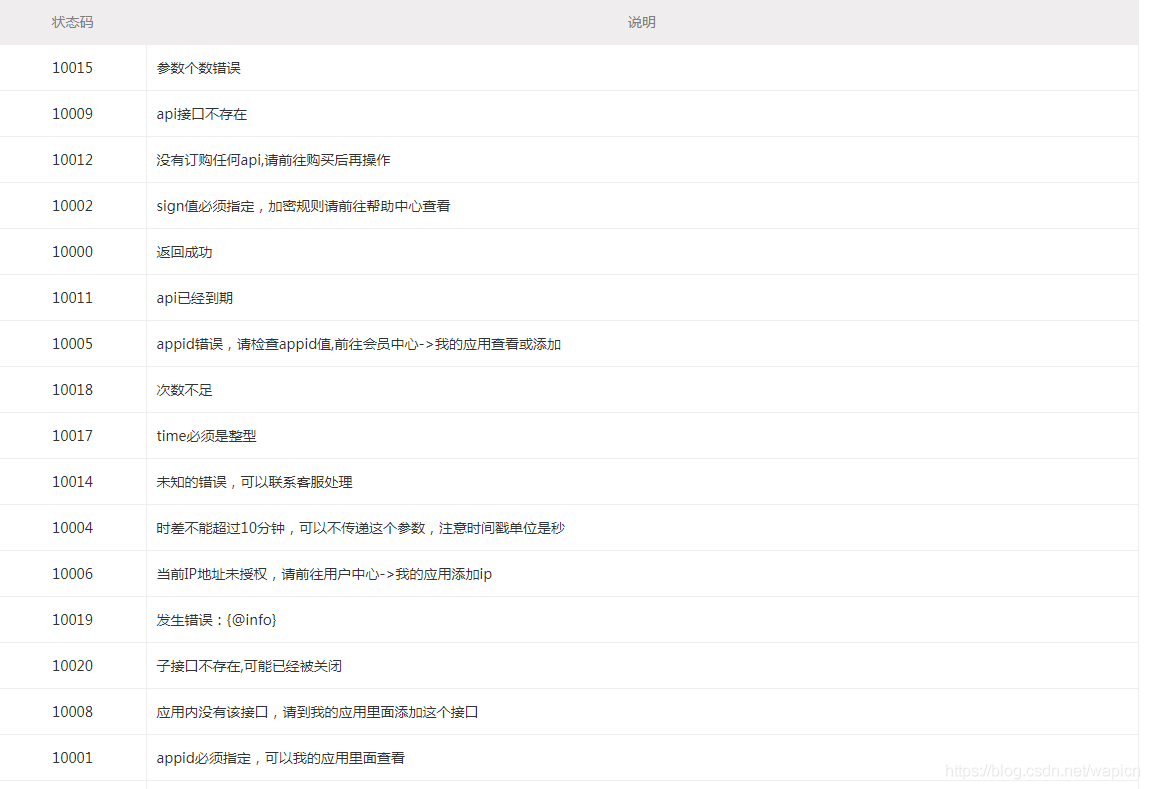 状态码 说明
10015 参数个数错误
10009 api接口不存在
10012 没有订购任何api,请前往购买后再操作
10002 sign值必须指定，加密规则请前往帮助中心查看
10000 返回成功
10011 api已经到期
10005 appid错误，请检查appid值,前往会员中心->我的应用查看或添加
10018 次数不足
10017 time必须是整型
10014 未知的错误，可以联系客服处理
10004 时差不能超过10分钟，可以不传递这个参数，注意时间戳单位是秒
10006 当前IP地址未授权，请前往用户中心->我的应用添加ip
10019 发生错误：{@info}
10020 子接口不存在,可能已经被关闭
10008 应用内没有该接口，请到我的应用里面添加这个接口
10001 appid必须指定，可以我的应用里面查看
https://blog.csdn.net/wapicn